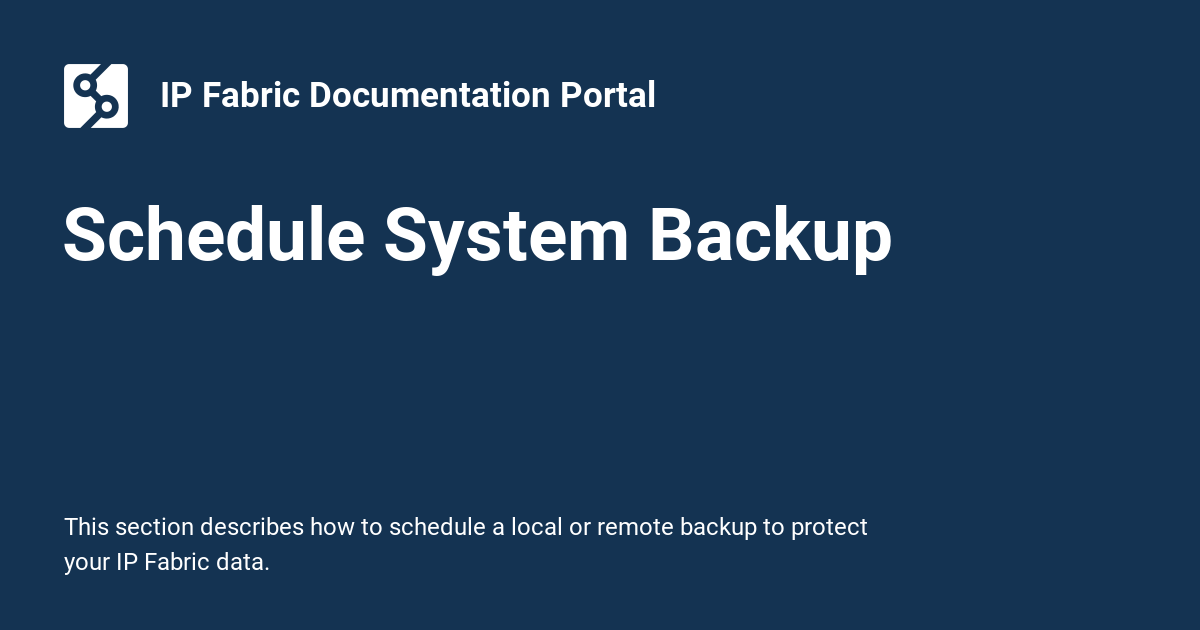 IP Fabric Documentation Portal
Schedule System Backup
This section describes how to schedule a local or remote backup to protect
your IP Fabric data.